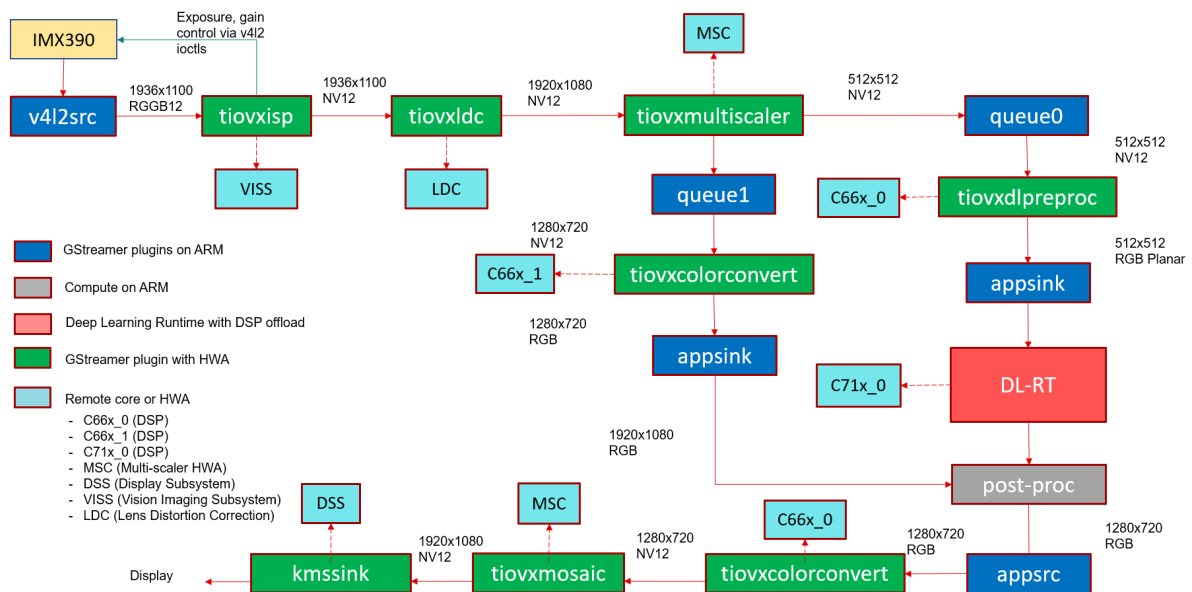 Exposure, gain
control via v4l2
ioctls
IMX390
MSC
1936x1100
RGGB12
1936x1100
NV12
1920x1080
NV12
512x512
NV12
v4l2src
tiovxisp
tiovxldc
tiovxmultiscaler
queue0
512x512
NV12
VISS
LDC
queue1
C66x_0
tiovxdlpreproc
GStreamer plugins on ARM
1280x720
NV12
512x512
RGB Planar
C66x_1
tiovxcolorconvert
appsink
Compute on ARM
Deep Learning Runtime with DSP offload
1280x720
RGB
GStreamer plugin with HWA
appsink
C71x_0
DL-RT
Remote core or HWA
- C66x_0 (DSP)
- C66x_1 (DSP)
- C71x_0 (DSP)
- MSC (Multi-scaler HWA)
- DSS (Display Subsystem)
- VISS (Vision Imaging Subsystem)
- LDC (Lens Distortion Correction)
1920x1080
RGB
post-proc
DSS
MSC
C66x_0
1920x1080
NV12
1280x720
NV12
1280x720
RGB
1280x720
RGB
Display
kmssink
tiovxmosaic
tiovxcolorconvert
appsrc